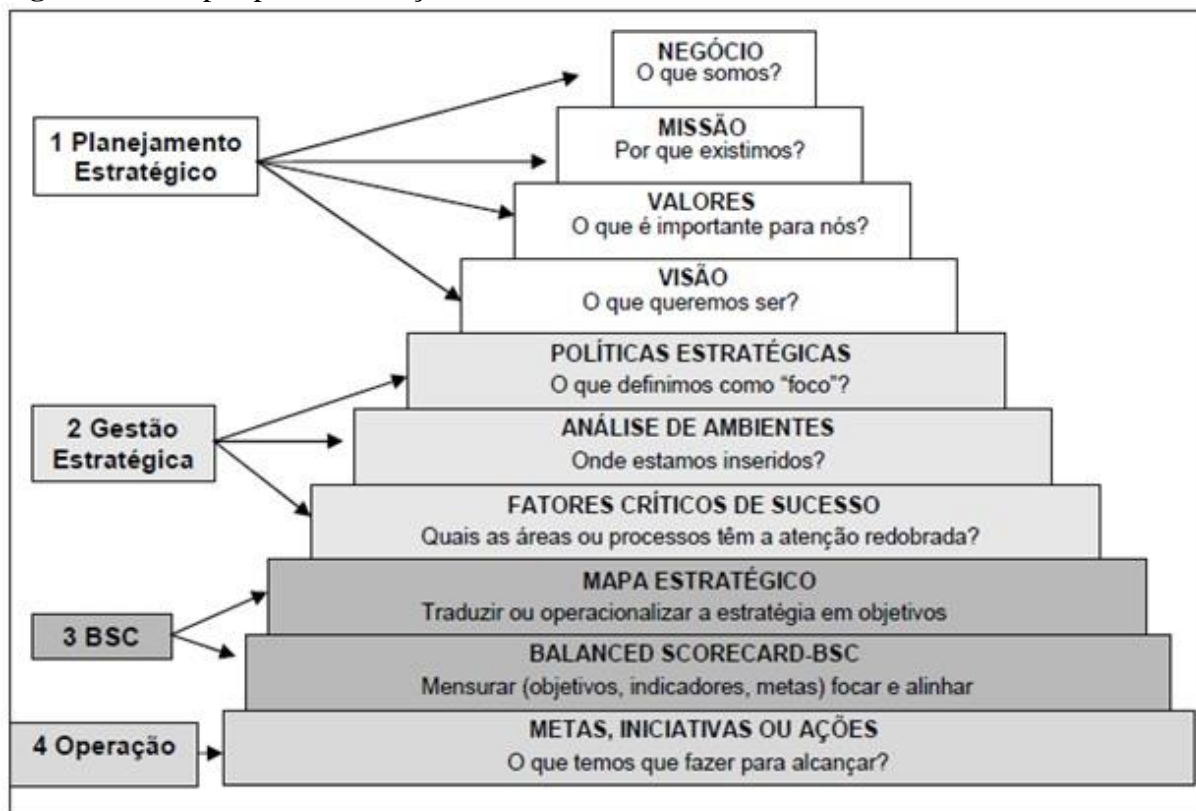 NEGÓCIO
O que somos?
1 Planejamento
Estratégico
MISSÃO
Por que existimos?
VALORES
O que é importante para nós?
VISÃO
O que queremos ser?
POLÍTICAS ESTRATÉGICAS
O que definimos como “foco”?
2 Gestão
Estratégica
ANÁLISE DE AMBIENTES
Onde estamos inseridos?
FATORES CRÍTICOS DE SUCESSO
Quais as áreas ou processos têm a atenção redobrada?
3 BSC
MAPA ESTRATÉGICO
Traduzir ou operacionalizar a estratégia em objetivos
BALANCED SCORECARD-BSC
Mensurar (objetivos, indicadores, metas) focar e alinhar
4 Operação
METAS, INICIATIVAS OU AÇÕES
O que temos que fazer para alcançar?